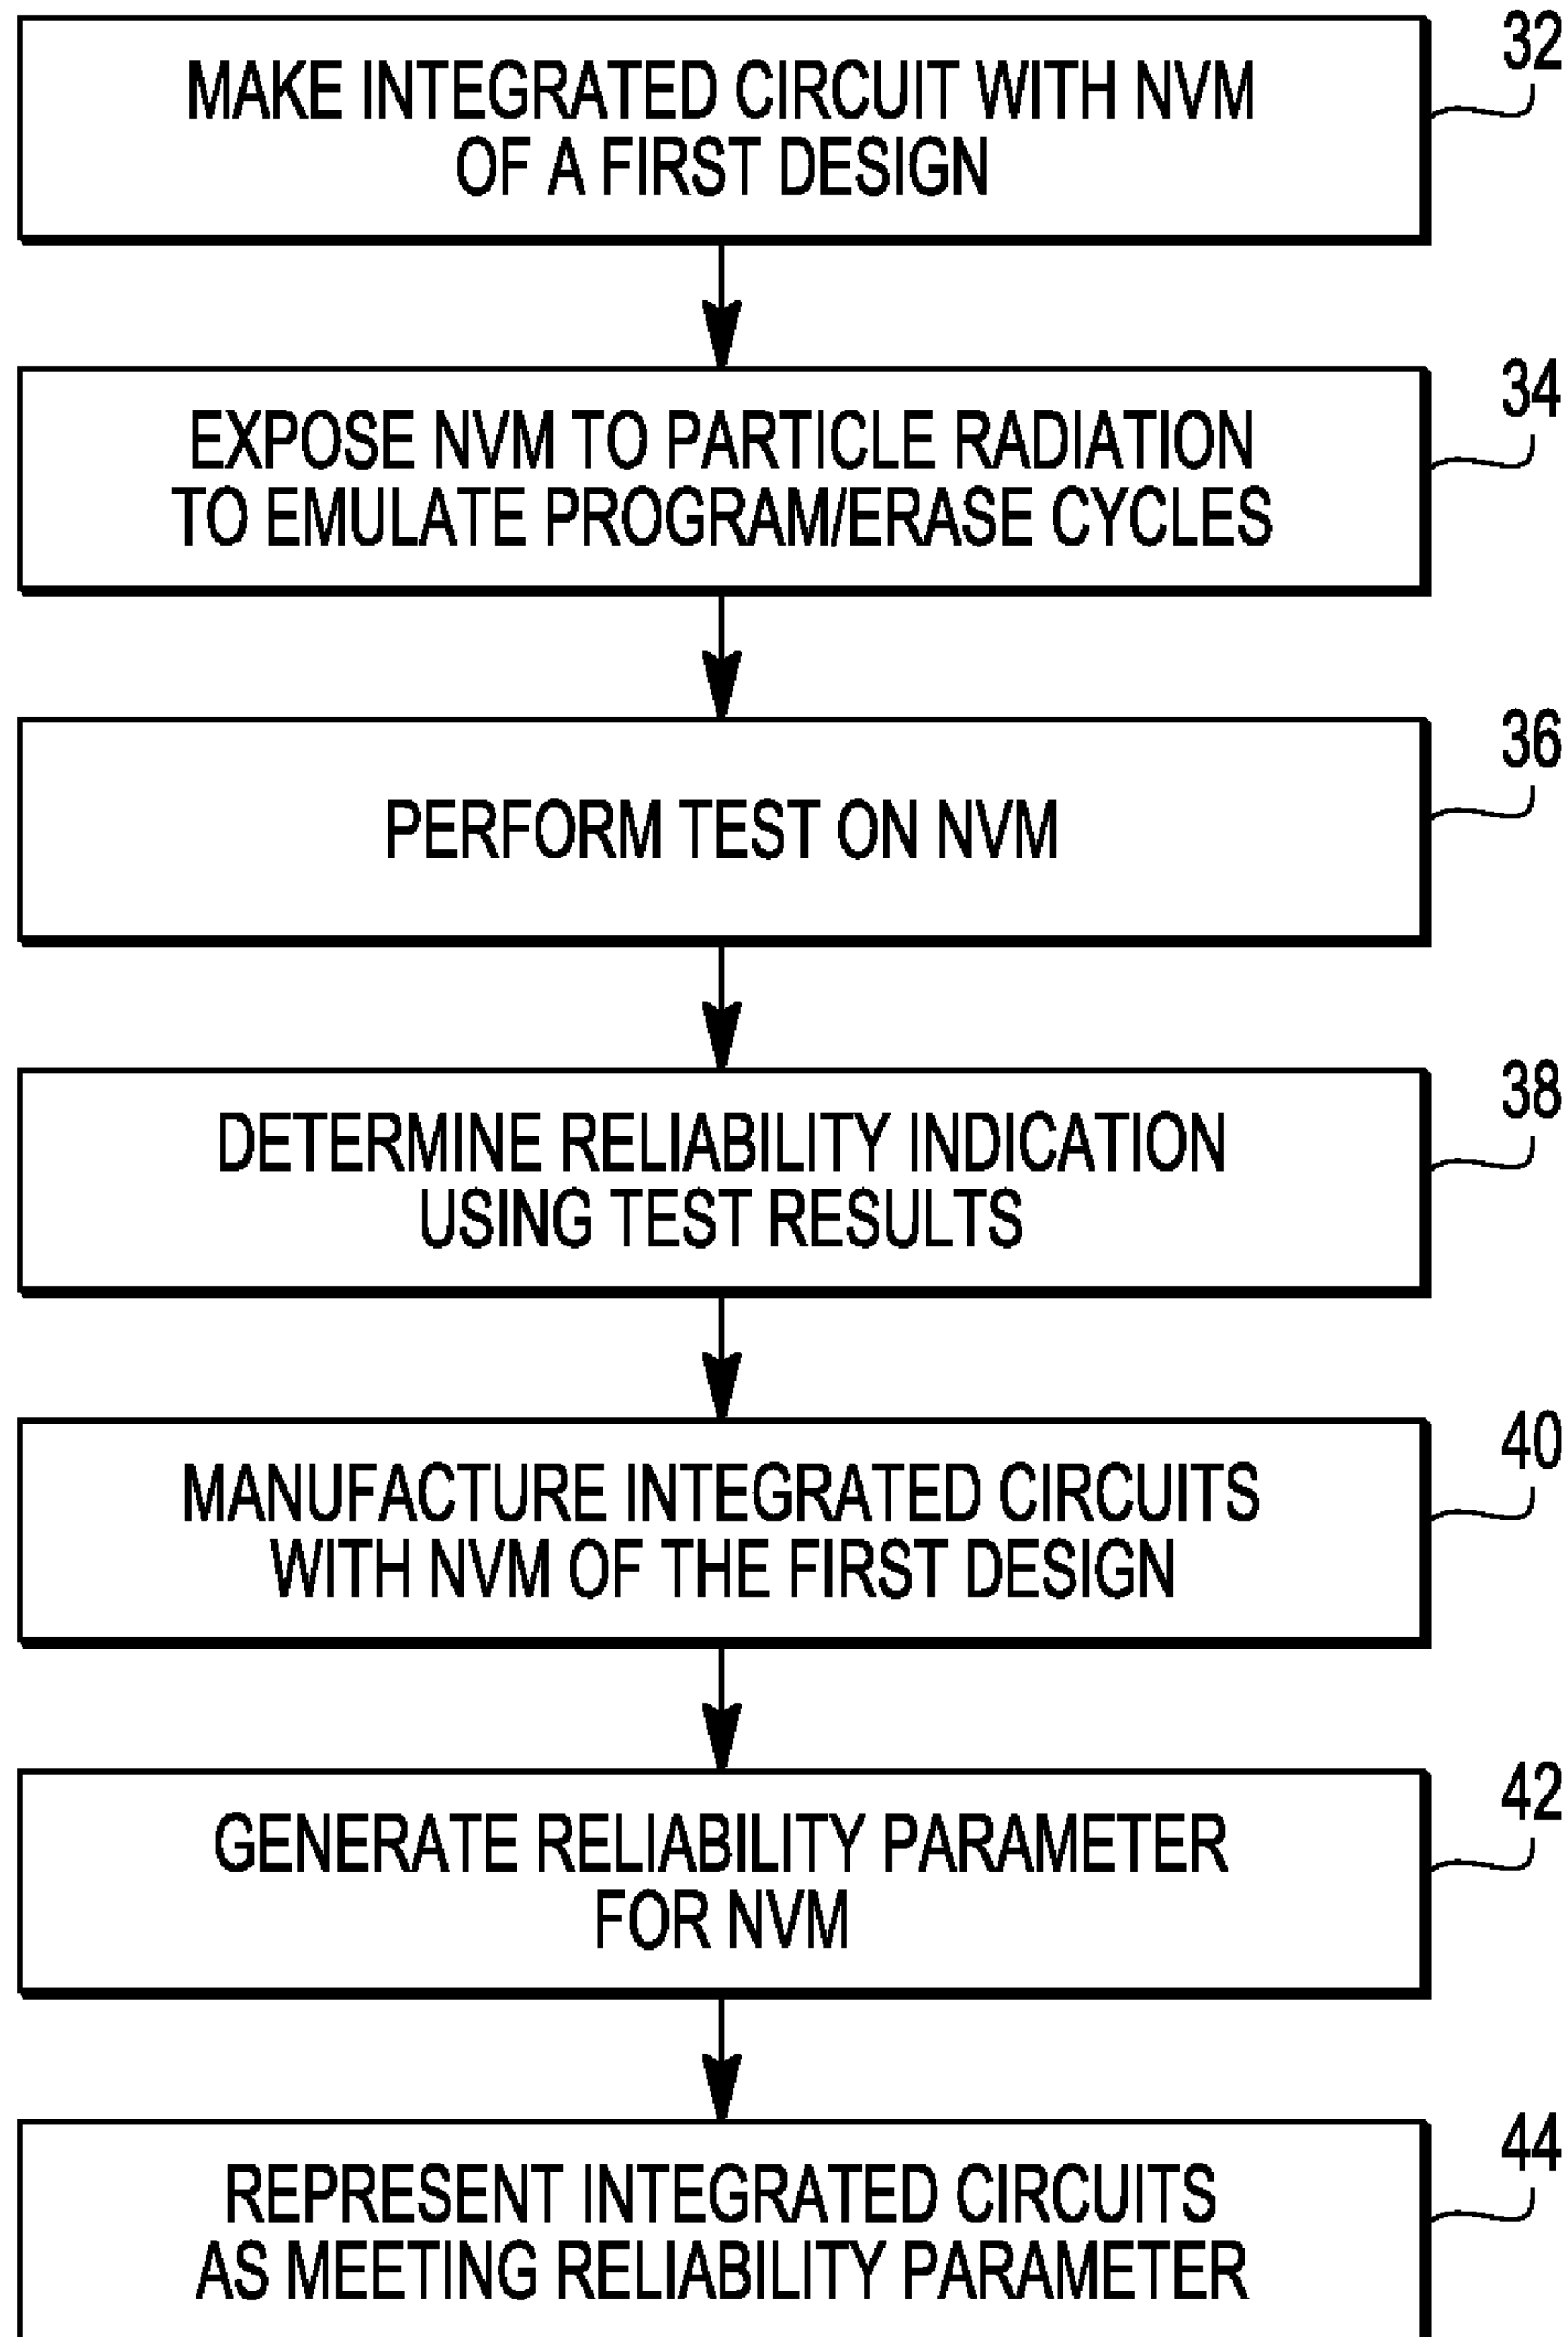 32
MAKE INTEGRATED CIRCUIT WITH NVM
OF A FIRST DESIGN
34
EXPOSE NVM TO PARTICLE RADIATION
TO EMULATE PROGRAM/ERASE CYCLES
36
PERFORM TEST ON NVM
38
DETERMINE RELIABILITY INDICATION
USING TEST RESULTS
40
MANUFACTURE INTEGRATED CIRCUITS
WITH NVM OF THE FIRST DESIGN
42
GENERATE RELIABILITY PARAMETER
FOR NVM
44
REPRESENT INTEGRATED CIRCUITS
AS MEETING RELIABILITY PARAMETER